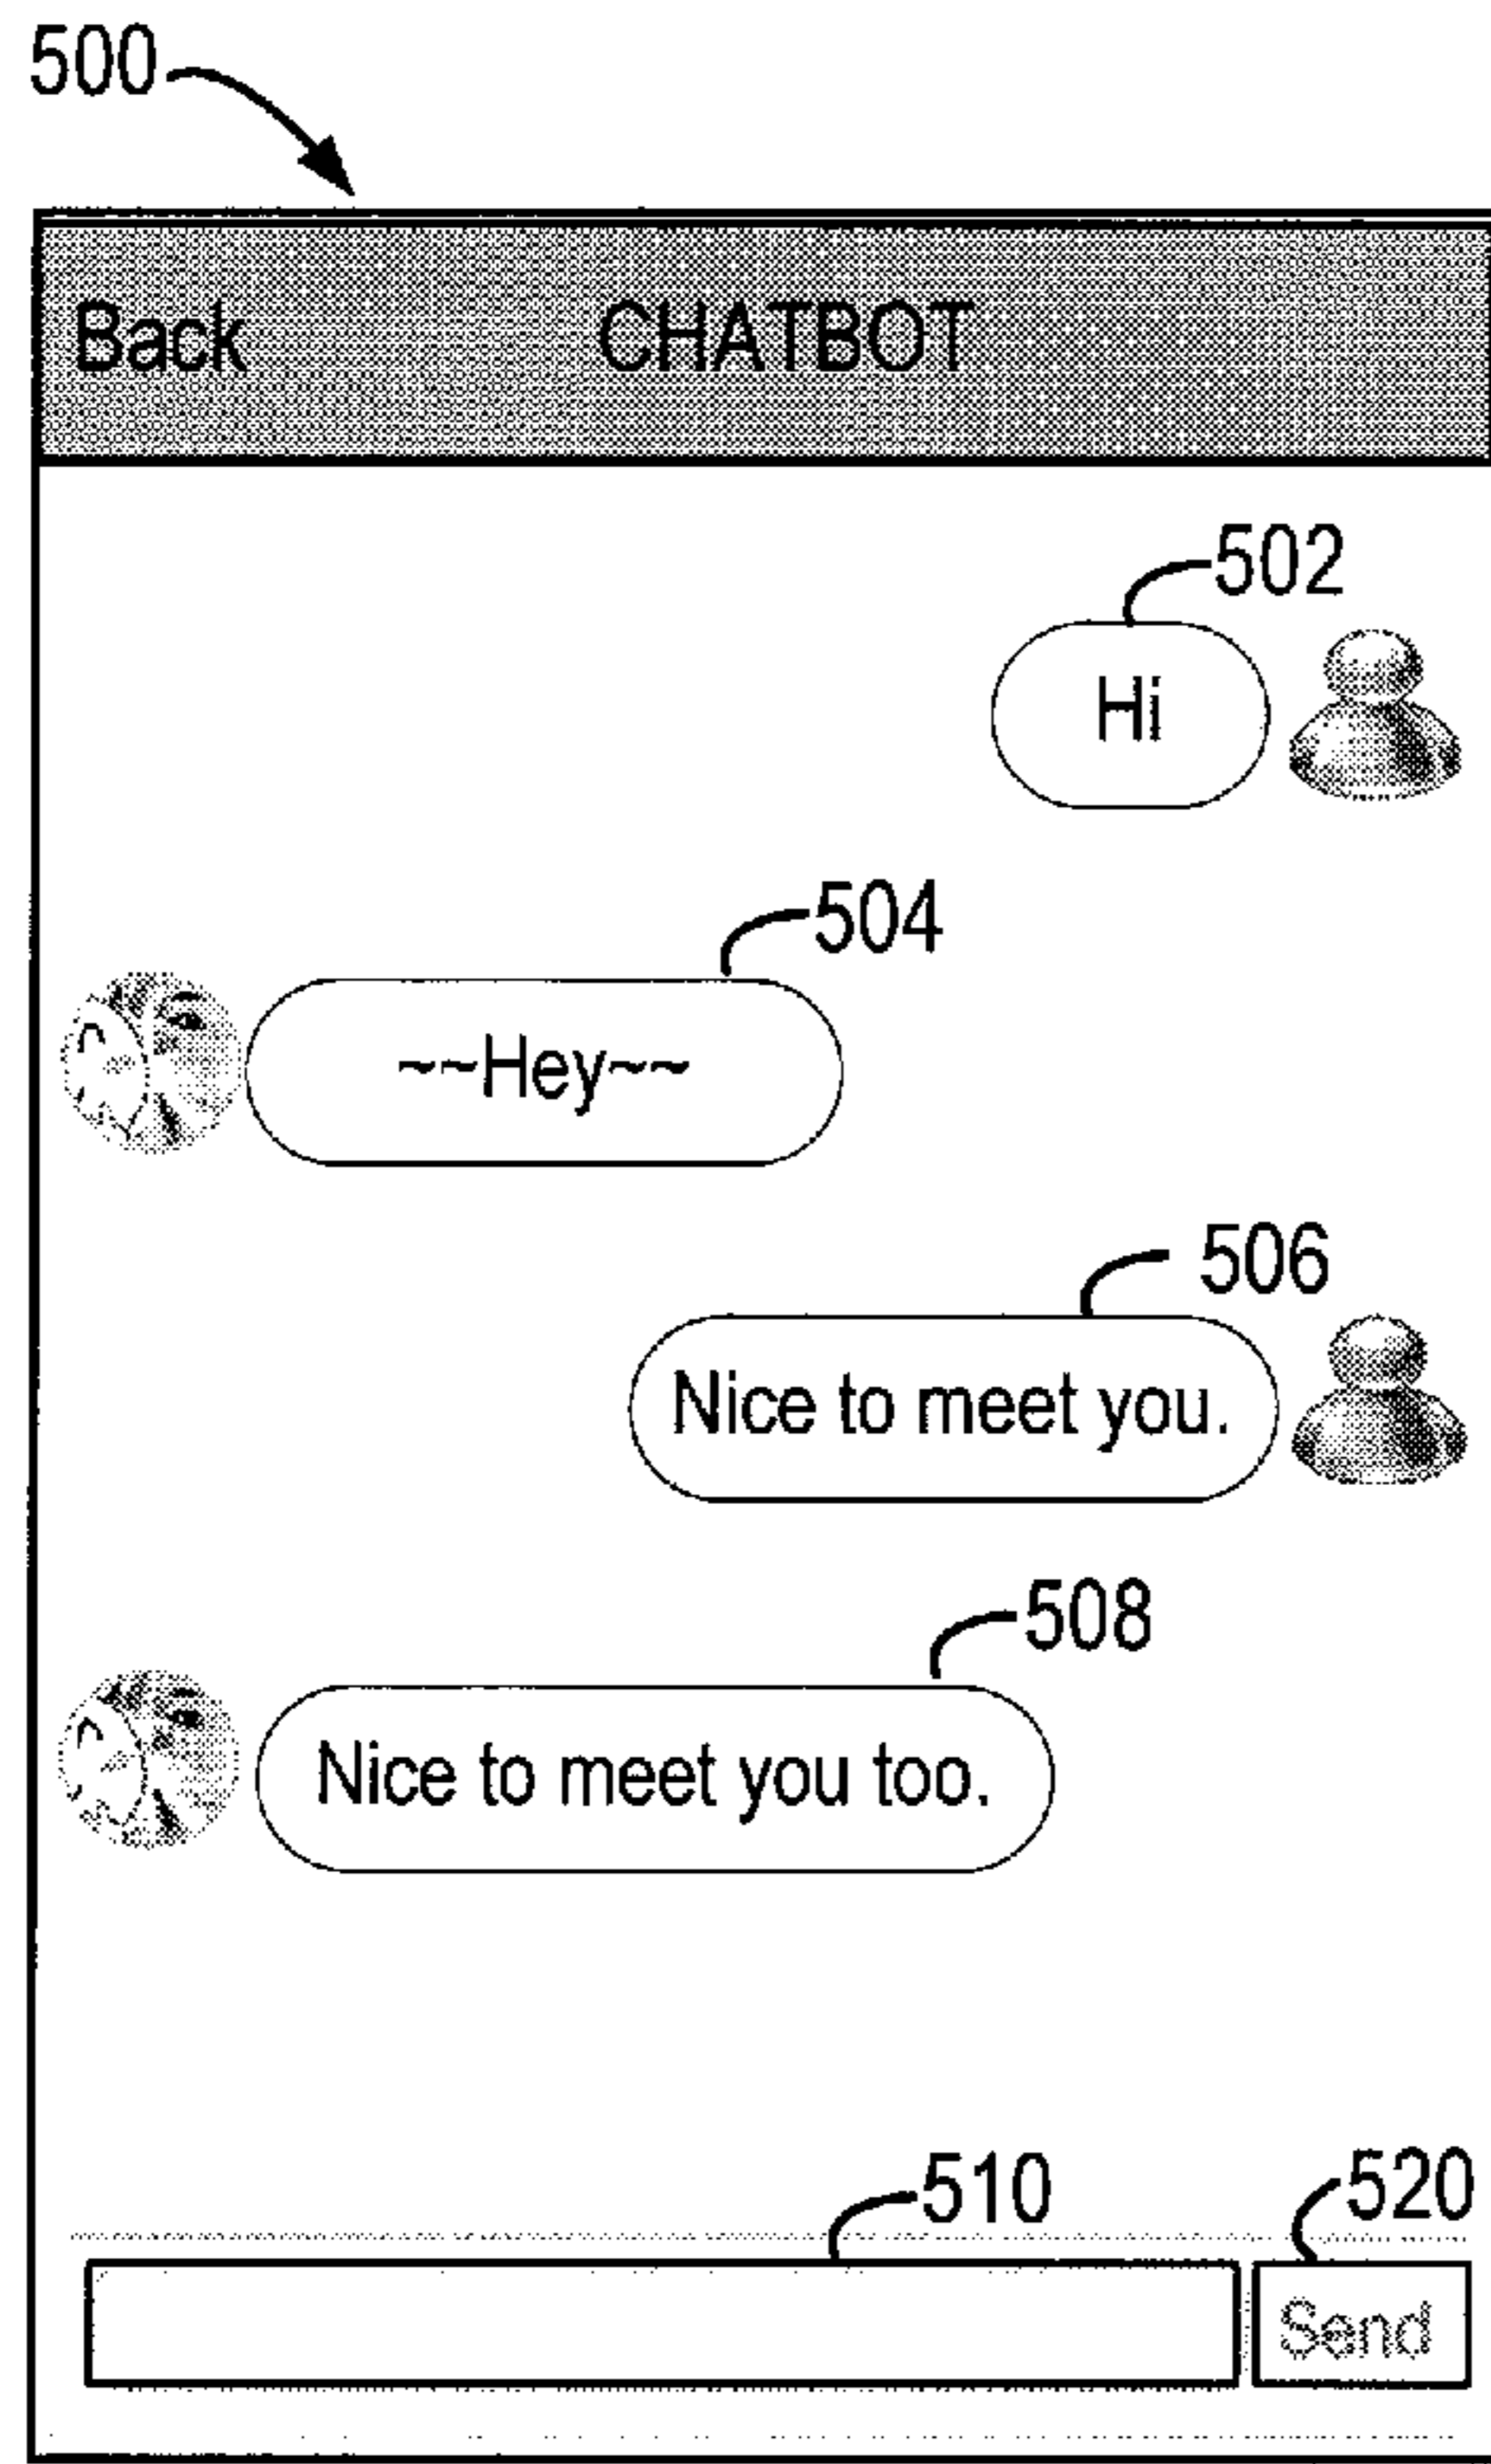 500
Back CHATBOT
502
Hi
504
~~Hey~~
506
Nice to meet you.
508
Nice to meet you too.
510 520
Send